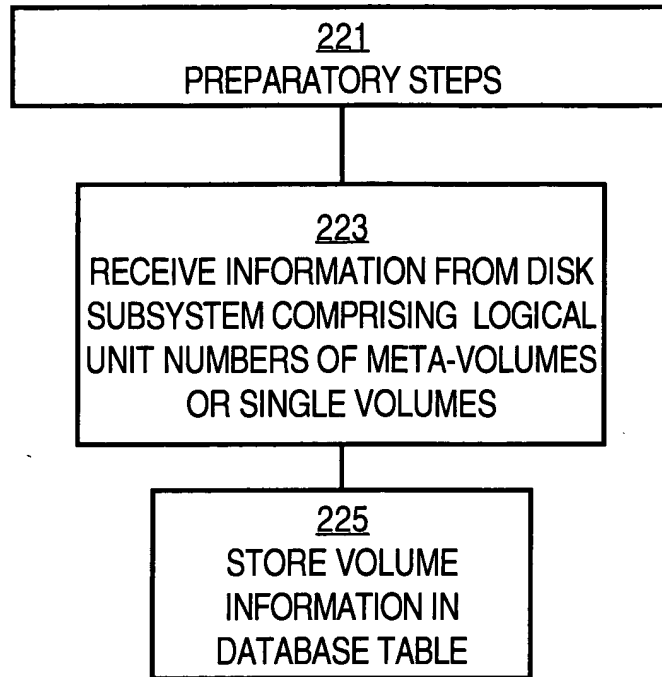 221
PREPARATORY STEPS
223
RECEIVE INFORMATION FROM DISK
SUBSYSTEM COMPRISING LOGICAL
UNIT NUMBERS OF META-VOLUMES
OR SINGLE VOLUMES
225
STORE VOLUME
INFORMATION IN
DATABASE TABLE